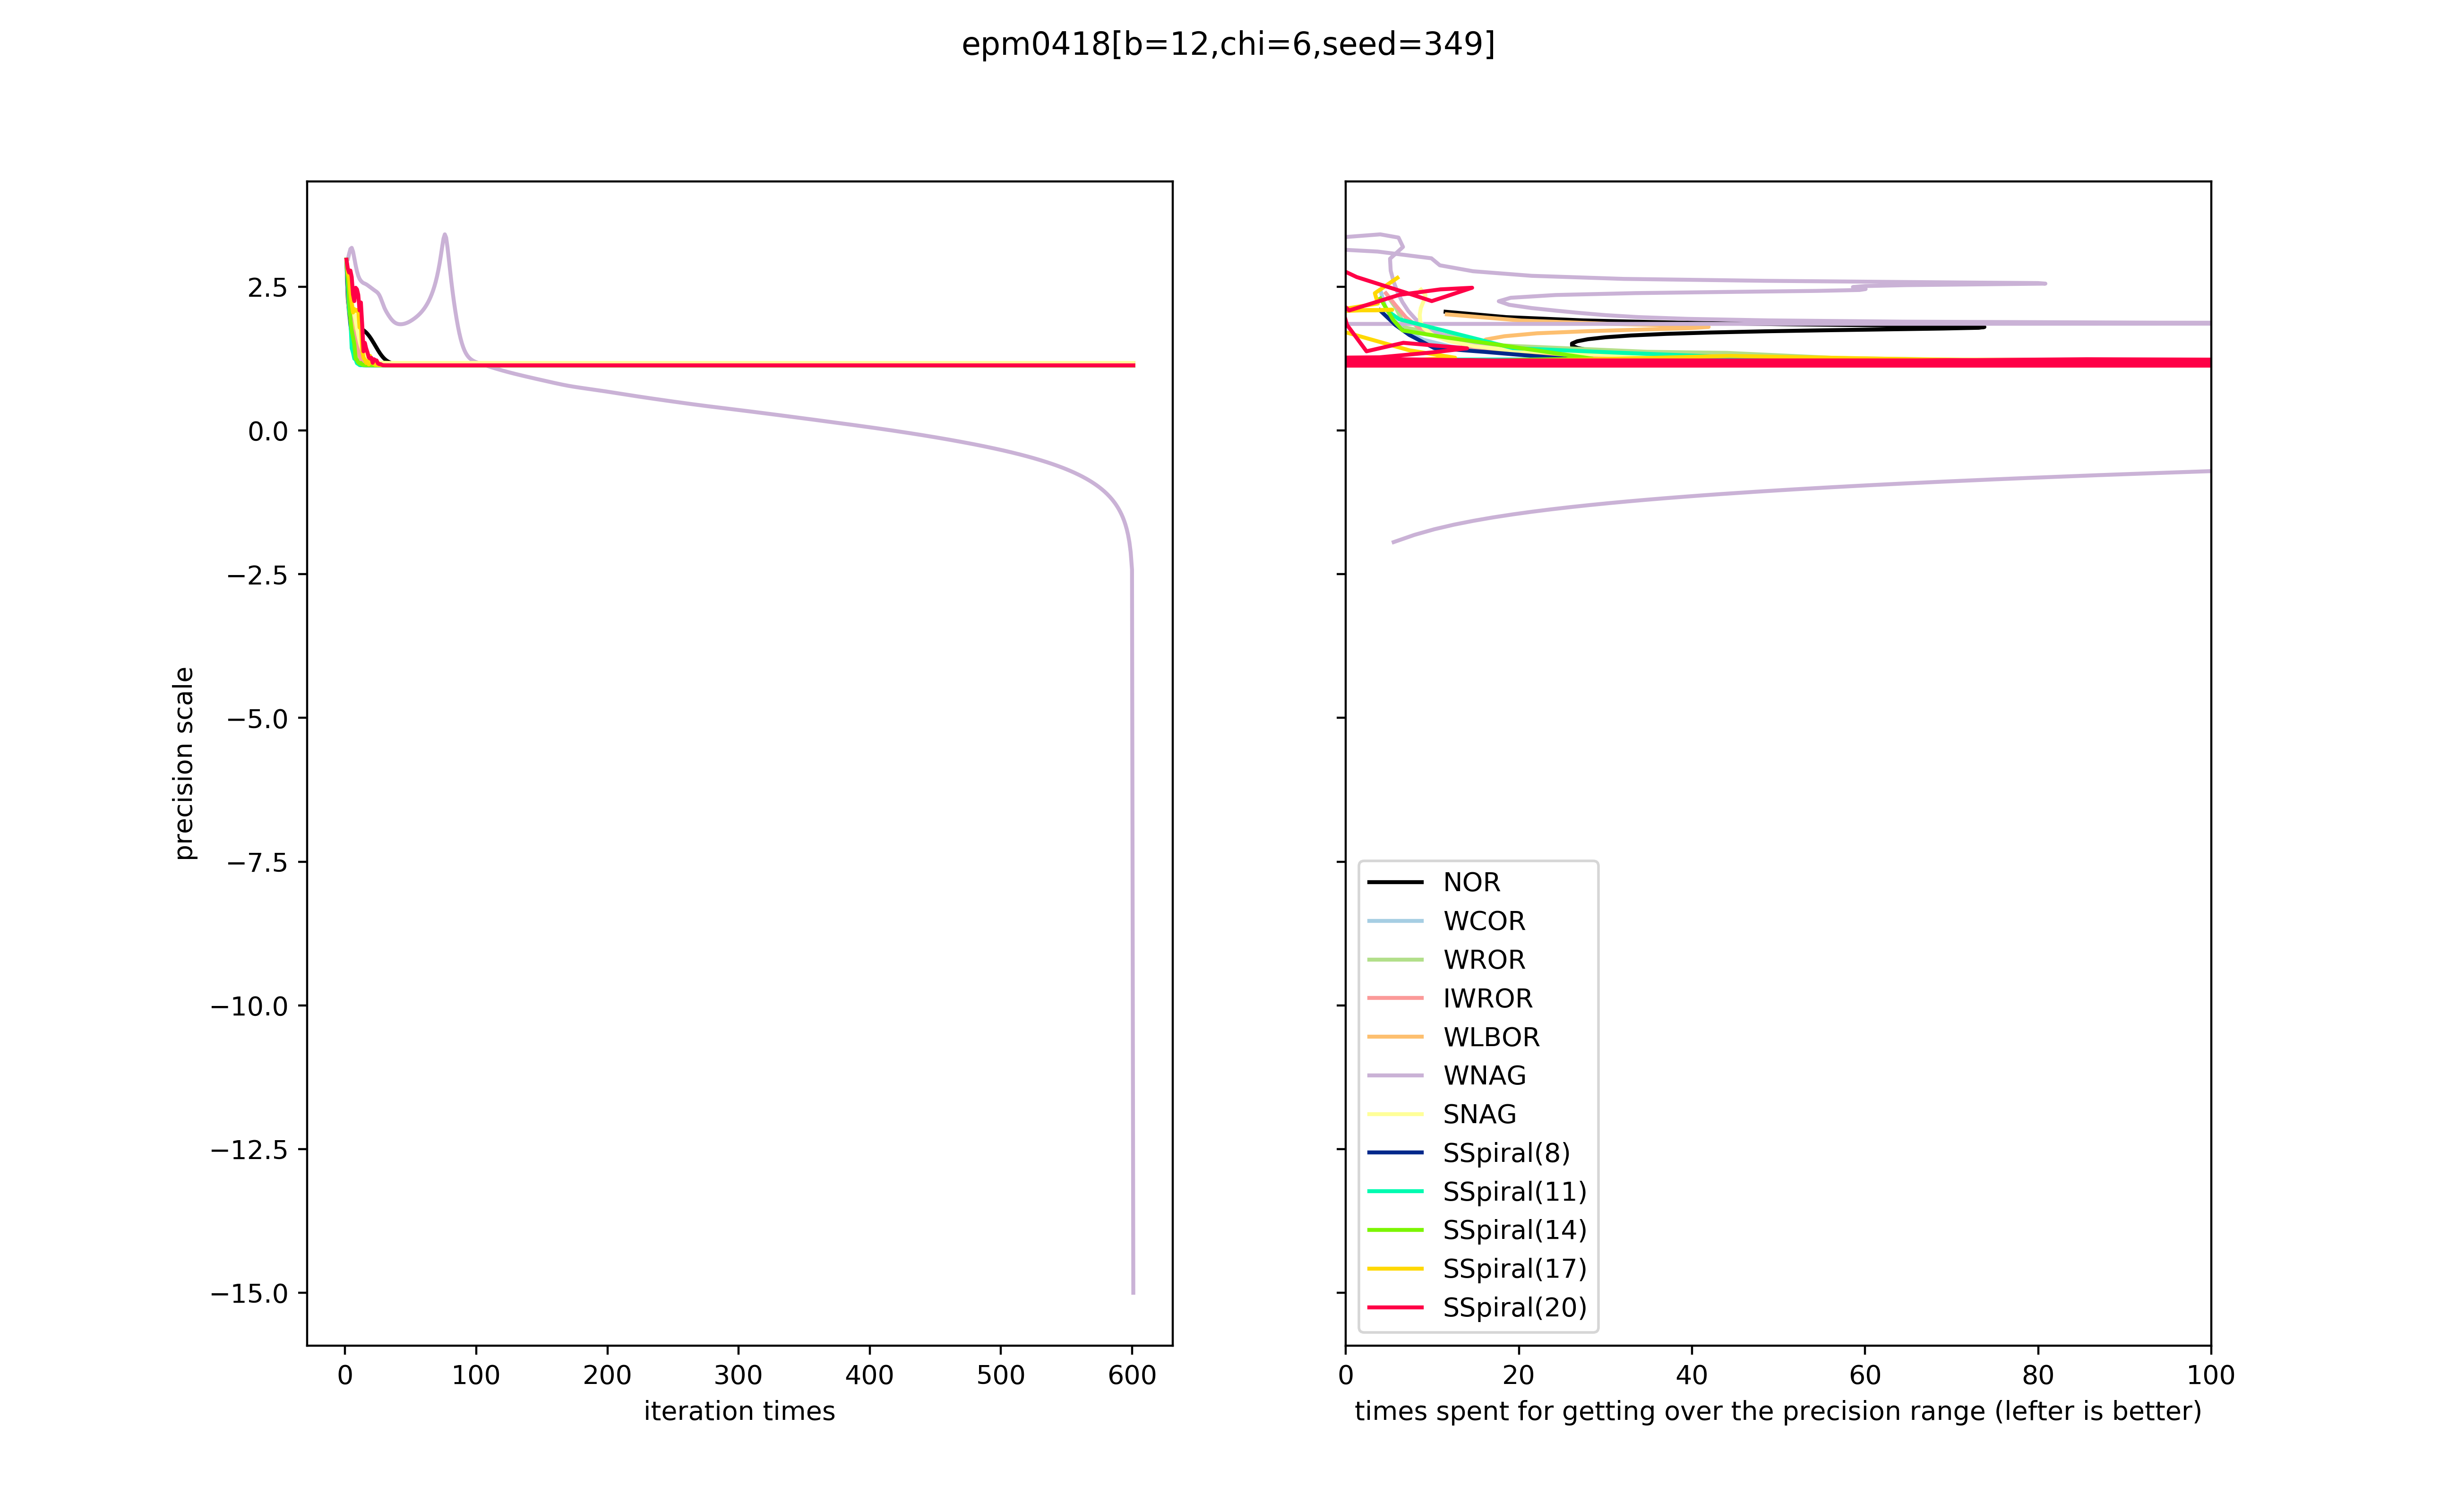 epm0418[b=12,chi=6,seed=349]
precision scale
2.5
0.0
−2.5
−5.0
−7.5
−10.0
−12.5
−15.0
0 100 200 300 400 500 600
iteration times
NOR
WCOR
WROR
IWROR
WLBOR
WNAG
SNAG
SSpiral(8)
SSpiral(11)
SSpiral(14)
SSpiral(17)
SSpiral(20)
0 20 40 60 80 100
times spent for getting over the precision range (lefter is better)